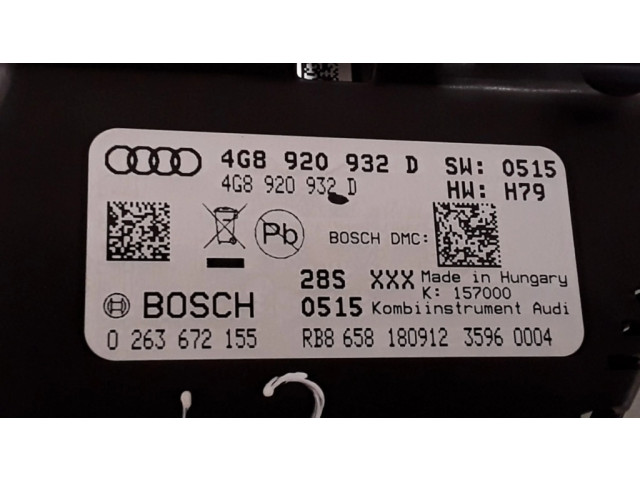 4G8 920 932 D SW: 0515
4G8 920 932 D HW: H79
Pb BOSCH DMC:
28S XXX Made in Hungary
K: 157000
BOSCH 0515 Kombiinstrument Audi
0 263 672 155 RB8 658 180912 3596 0004